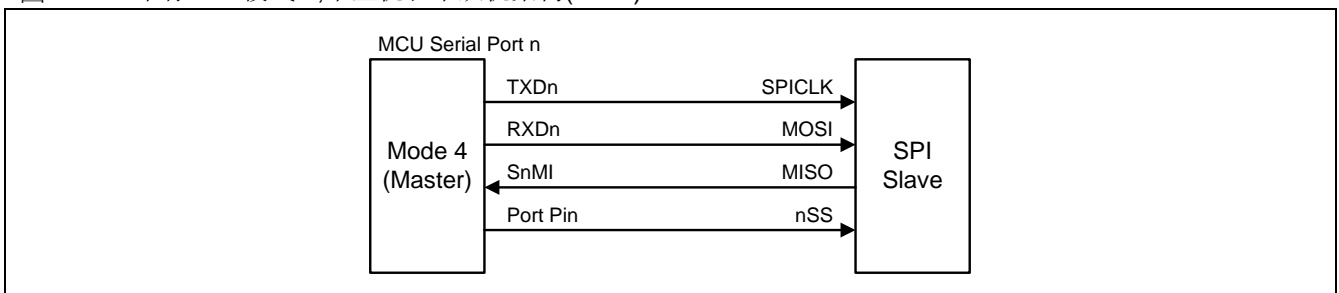 MCU Serial Port n
TXDn SPICLK
RXDn MOSI
Mode 4
(Master)
SnMI MISO
SPI
Slave
Port Pin nSS